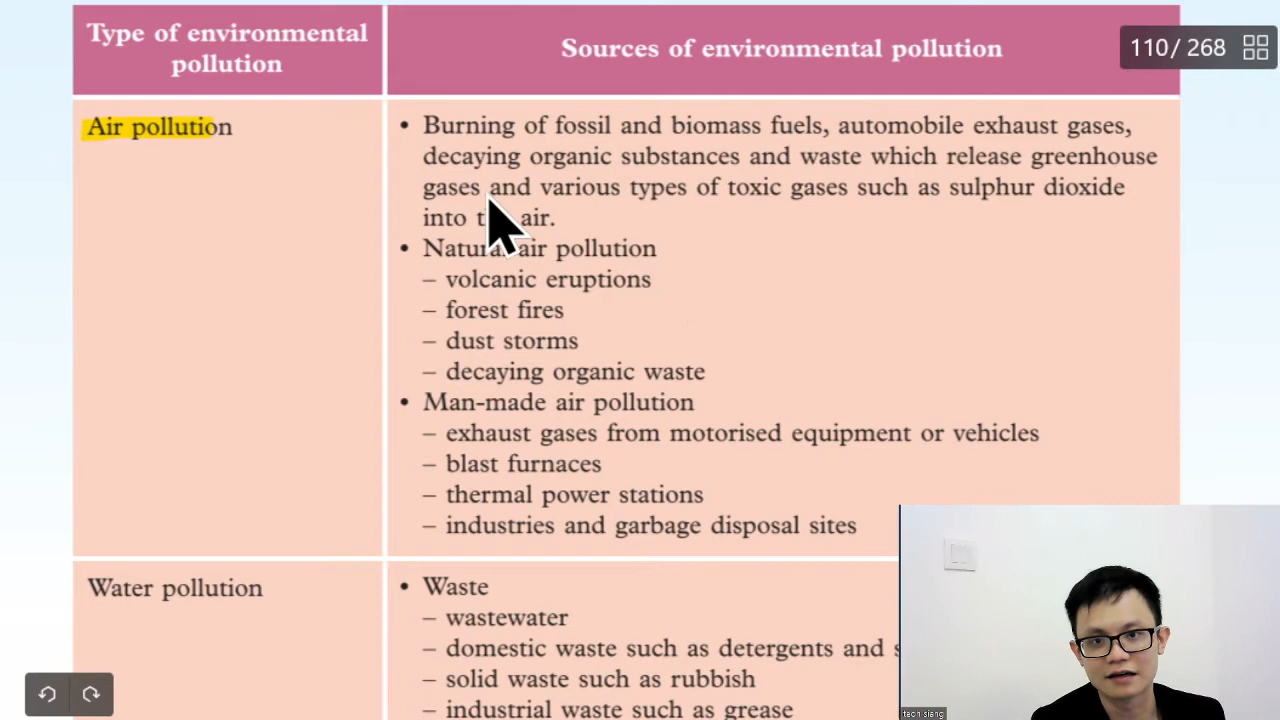 Type of environmental
pollution
Sources of environmental pollution
110/ 268
Air pollution
• Burning of fossil and biomass fuels, automobile exhaust gases,
decaying organic substances and waste which release greenhouse
gases and various types of toxic gases such as sulphur dioxide
into air.
• Natural air pollution
– volcanic eruptions
– forest fires
– dust storms
– decaying organic waste
• Man-made air pollution
– exhaust gases from motorised equipment or vehicles
– blast furnaces
– thermal power stations
– industries and garbage disposal sites
Water pollution
• Waste
– wastewater
– domestic waste such as detergents and
– solid waste such as rubbish
– industrial waste such as grease
teoh siang